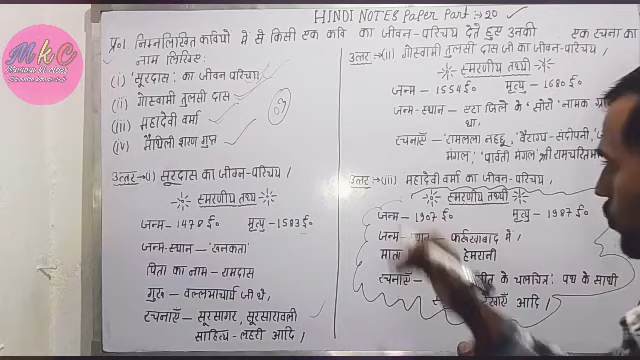 HINDI NOTES Paper Part:-20
प्र०1 निम्नलिखित कवियों में से किसी एक कवि का जीवन-परिचय देते हुए उनकी एक रचना का
नाम लिखिए:
(i) 'सूरदास' का जीवन परिचय
(ii) गोस्वामी तुलसी दास
(iii) महादेवी वर्मा
(iv) मैथिली शरण गुप्त
उत्तर-(i) सूरदास का जीवन-परिचय,
स्मरणीय तथ्य
जन्म – 1478 ई० मृत्यु – 1583 ई०
जन्म-स्थान – 'रुनकता'
पिता का नाम – रामदास
गुरु – वल्लभाचार्य जी थे,
रचनाएँ – सूरसागर, सूरसारावली
साहित्य-लहरी आदि,
उत्तर:(ii) गोस्वामी तुलसी दास जी का जीवन-परिचय,
स्मरणीय तथ्यी
जन्म – 1554 ई० मृत्यु – 1680 ई०
जन्म-स्थान – एटा जिले के 'सोरो' नामक
था,
रचनाएँ – 'रामलला नहछू, 'वैराग्य-संदीपनी,
मंगल, 'पार्वती मंगल'
उत्तर-(iii) महादेवी वर्मा का जीवन-परिचय,
स्मरणीय तथ्यी
जन्म – 1907 ई० मृत्यु – 1987 ई०
जन्म- फर्रुखाबाद में,
माता हेमरानी
रचनाएँ – के चलचित्र, पथ के साथी
आदि,
MKC